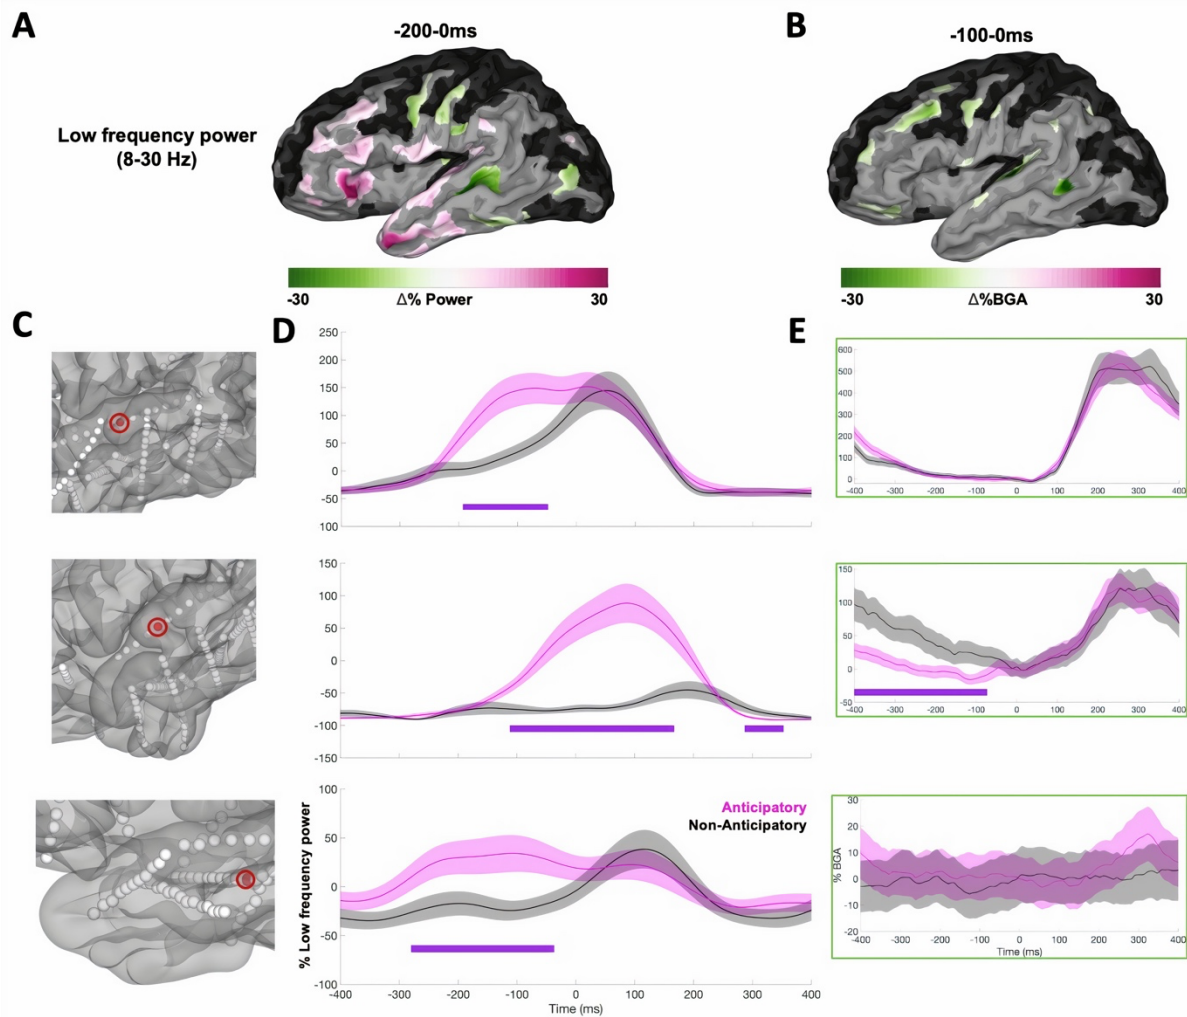 A
B
-200-0ms
-100-0ms
Low frequency power
(8-30 Hz)
-30
Δ% Power
30
-30
Δ%BGA
30
C
D
E
250
200
150
100
50
0
-50
100
600
500
400
300
200
100
0
-400 -300 -200 -100 0 100 200 300 400
150
100
50
0
-50
-100
-150
150
100
50
0
-50
-400 -300 -200 -100 0 100 200 300 400
Anticipatory
Non-Anticipatory
% Low frequency power
100
50
0
-50
-100
-400 -300 -200 -100 0 100 200 300 400
Time (ms)
% BGA
30
20
10
0
-10
20
-400 -300 -200 -100 0 100 200 300 400
Time (ms)